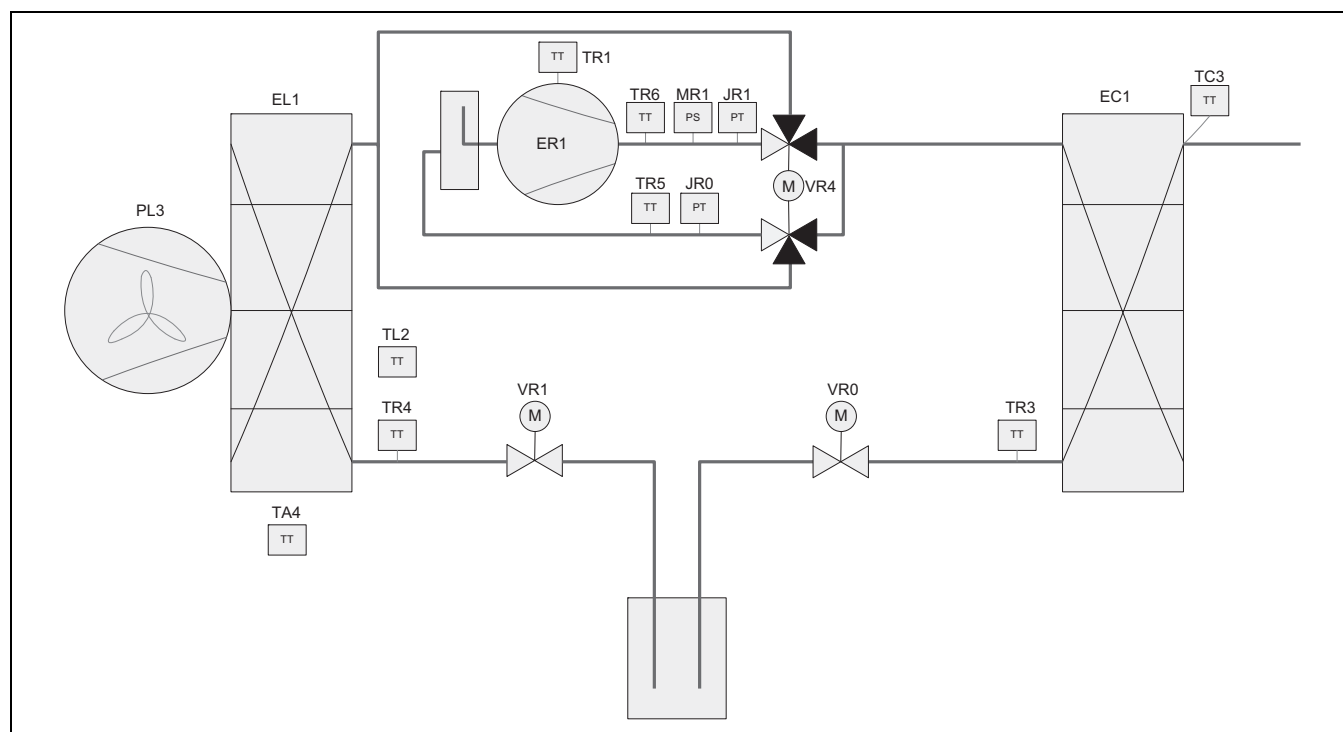 TT TR1
TC3
TT
EL1
TR6 MR1 JR1
TT PS PT
EC1
ER1
M VR4
TR5 JR0
TT PT
PL3
M
TL2
TT
VR1
VR0
TR4
TT
M
M
TR3
TT
TA4
TT